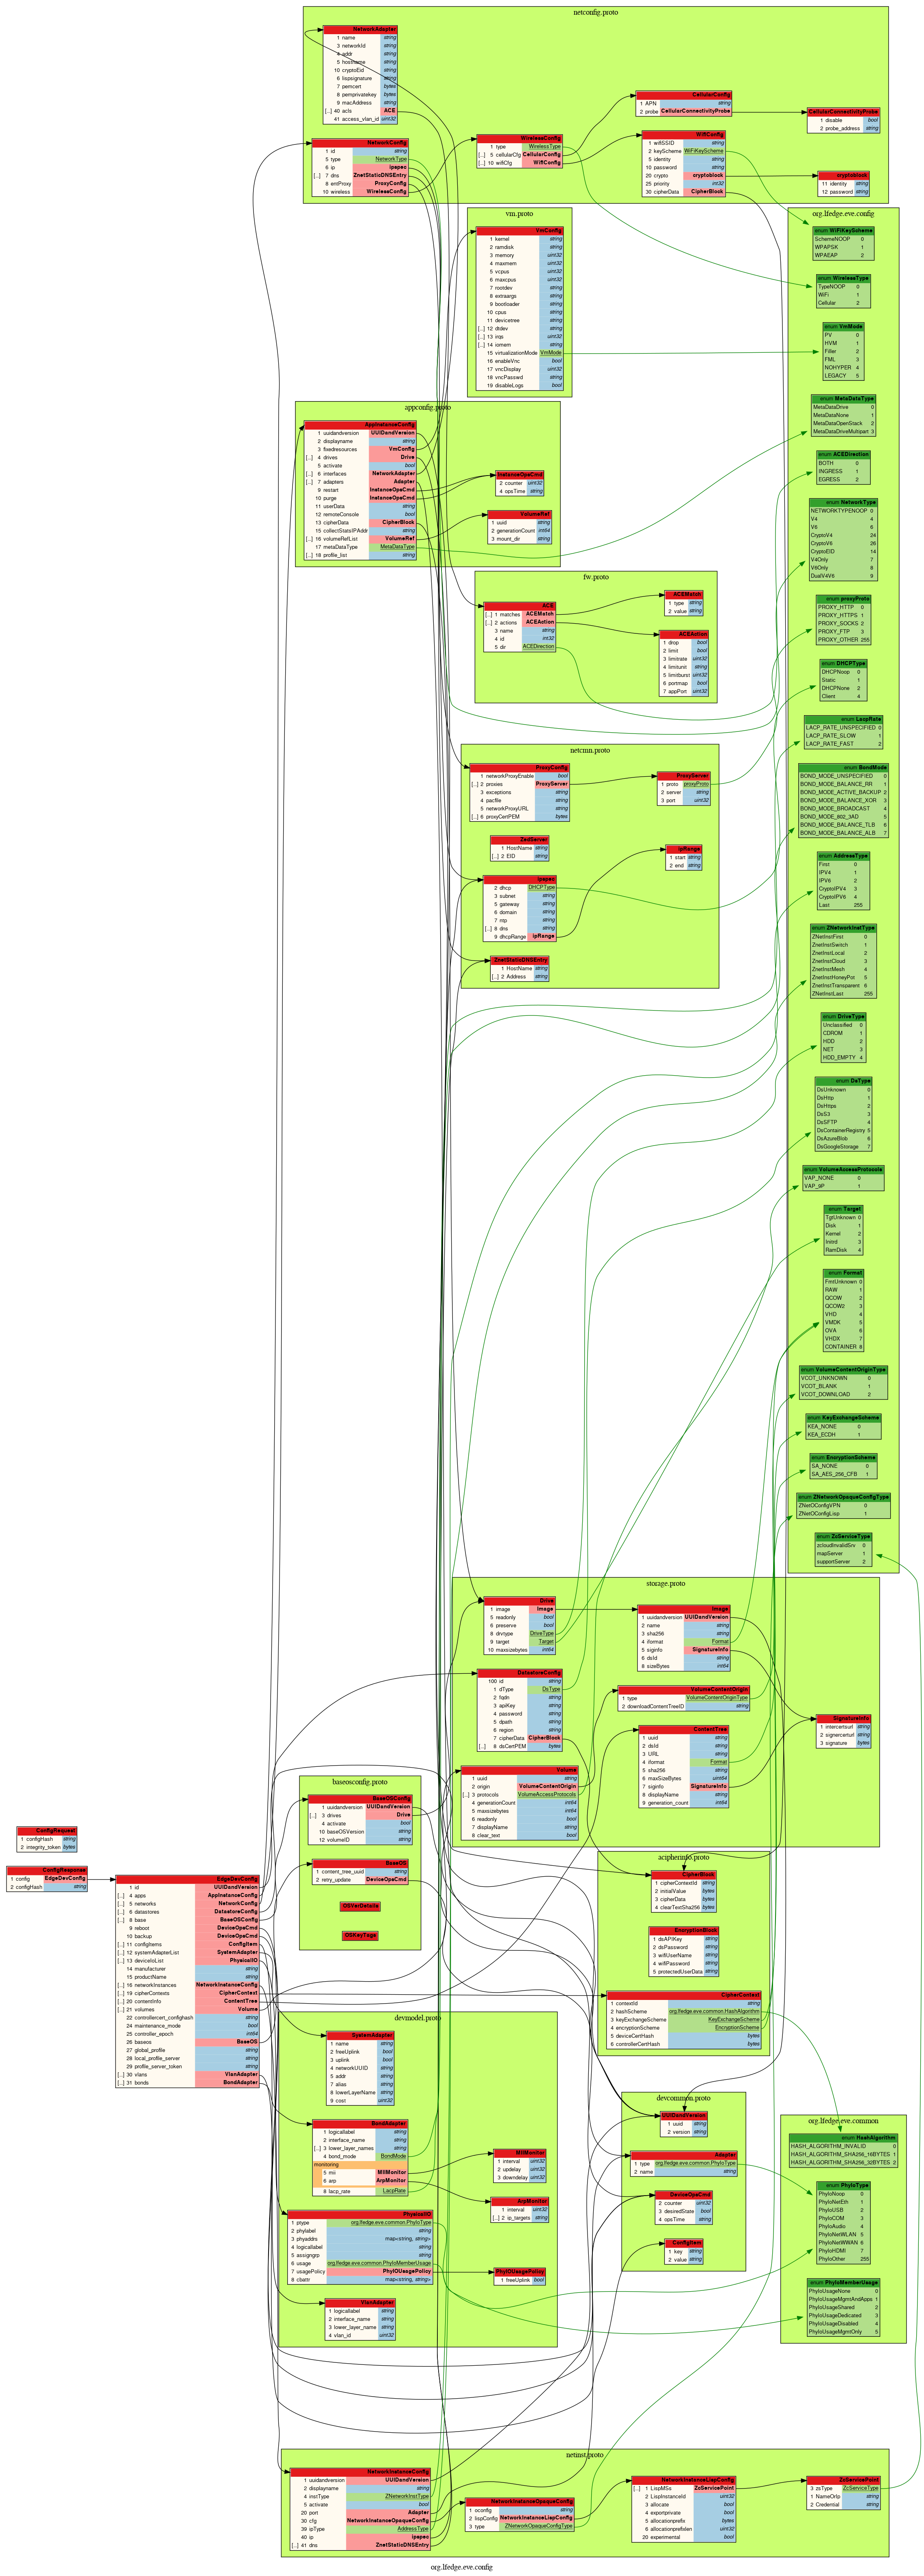 netconfig.proto
NetworkAdapter
1 name string
3 networkId string
4 addr string
5 hostname string
10 cryptoEid string
6 lispsignature string
7 pemcert bytes
8 pemprivatekey bytes
9 macAddress string
[...] 40 acls ACE
41 access_vlan_id uint32
NetworkConfig
1 id string
5 type NetworkType
6 ip ipspec
[...] 7 dns ZnetStaticDNSEntry
8 entProxy ProxyConfig
10 wireless WirelessConfig
WirelessConfig
1 type WirelessType
[...] 5 cellularCfg CellularConfig
[...] 10 wifiCfg WifiConfig
CellularConfig
1 APN string
2 probe CellularConnectivityProbe
CellularConnectivityProbe
1 disable bool
2 probe_address string
WifiConfig
1 wifiSSID string
2 keyScheme WiFiKeyScheme
5 identity string
10 password string
20 crypto cryptoblock
25 priority int32
30 cipherData CipherBlock
cryptoblock
11 identity string
12 password string
vm.proto
VmConfig
1 kernel string
2 ramdisk string
3 memory uint32
4 maxmem uint32
5 vcpus uint32
6 maxcpus uint32
7 rootdev string
8 extraargs string
9 bootloader string
10 cpus string
11 devicetree string
[...] 12 dtdev string
[...] 13 irqs uint32
[...] 14 iomem string
15 virtualizationMode VmMode
16 enableVnc bool
17 vncDisplay uint32
18 vncPasswd string
19 disableLogs bool
appconfig.proto
AppInstanceConfig
1 uuidandversion UUIDandVersion
2 displayname string
3 fixedresources VmConfig
[...] 4 drives Drive
5 activate bool
[...] 6 interfaces NetworkAdapter
[...] 7 adapters Adapter
9 restart InstanceOpsCmd
10 purge InstanceOpsCmd
11 userData string
12 remoteConsole bool
13 cipherData CipherBlock
15 collectStatsIPAddr string
[...] 16 volumeRefList VolumeRef
17 metaDataType MetaDataType
[...] 18 profile_list string
InstanceOpsCmd
2 counter uint32
4 opsTime string
VolumeRef
1 uuid string
2 generationCount int64
3 mount_dir string
fw.proto
ACE
[...] 1 matches ACEMatch
[...] 2 actions ACEAction
3 name string
4 id int32
5 dir ACEDirection
ACEMatch
1 type string
2 value string
ACEAction
1 drop bool
2 limit bool
3 limitrate uint32
4 limitunit string
5 limitburst uint32
6 portmap bool
7 appPort uint32
netcmn.proto
ProxyConfig
1 networkProxyEnable bool
[...] 2 proxies ProxyServer
3 exceptions string
4 pacfile string
5 networkProxyURL string
[...] 6 proxyCertPEM bytes
ProxyServer
1 proto proxyProto
2 server string
3 port uint32
ZedServer
1 HostName string
[...] 2 EID string
ipRange
1 start string
2 end string
ipspec
2 dhcp DHCPType
3 subnet string
5 gateway string
6 domain string
7 ntp string
[...] 8 dns string
9 dhcpRange ipRange
ZnetStaticDNSEntry
1 HostName string
[...] 2 Address string
org.lfedge.eve.config
enum WiFiKeyScheme
SchemeNOOP 0
WPAPSK 1
WPAEAP 2
enum WirelessType
TypeNOOP 0
WiFi 1
Cellular 2
enum VmMode
PV 0
HVM 1
Filler 2
FML 3
NOHYPER 4
LEGACY 5
enum MetaDataType
MetaDataDrive 0
MetaDataNone 1
MetaDataOpenStack 2
MetaDataDriveMultipart 3
enum ACEDirection
BOTH 0
INGRESS 1
EGRESS 2
enum NetworkType
NETWORKTYPENOOP 0
V4 4
V6 6
CryptoV4 24
CryptoV6 26
CryptoEID 14
V4Only 7
V6Only 8
DualV4V6 9
enum proxyProto
PROXY_HTTP 0
PROXY_HTTPS 1
PROXY_SOCKS 2
PROXY_FTP 3
PROXY_OTHER 255
enum DHCPType
DHCPNoop 0
Static 1
DHCPNone 2
Client 4
enum LacpRate
LACP_RATE_UNSPECIFIED 0
LACP_RATE_SLOW 1
LACP_RATE_FAST 2
enum BondMode
BOND_MODE_UNSPECIFIED 0
BOND_MODE_BALANCE_RR 1
BOND_MODE_ACTIVE_BACKUP 2
BOND_MODE_BALANCE_XOR 3
BOND_MODE_BROADCAST 4
BOND_MODE_802_3AD 5
BOND_MODE_BALANCE_TLB 6
BOND_MODE_BALANCE_ALB 7
enum AddressType
First 0
IPV4 1
IPV6 2
CryptoIPV4 3
CryptoIPV6 4
Last 255
enum ZNetworkInstType
ZNetInstFirst 0
ZnetInstSwitch 1
ZnetInstLocal 2
ZnetInstCloud 3
ZnetInstMesh 4
ZnetInstHoneyPot 5
ZnetInstTransparent 6
ZNetInstLast 255
enum DriveType
Unclassified 0
CDROM 1
HDD 2
NET 3
HDD_EMPTY 4
enum DsType
DsUnknown 0
DsHttp 1
DsHttps 2
DsS3 3
DsSFTP 4
DsContainerRegistry 5
DsAzureBlob 6
DsGoogleStorage 7
enum VolumeAccessProtocols
VAP_NONE 0
VAP_9P 1
enum Target
TgtUnknown 0
Disk 1
Kernel 2
Initrd 3
RamDisk 4
enum Format
FmtUnknown 0
RAW 1
QCOW 2
QCOW2 3
VHD 4
VMDK 5
OVA 6
VHDX 7
CONTAINER 8
enum VolumeContentOriginType
VCOT_UNKNOWN 0
VCOT_BLANK 1
VCOT_DOWNLOAD 2
enum KeyExchangeScheme
KEA_NONE 0
KEA_ECDH 1
enum EncryptionScheme
SA_NONE 0
SA_AES_256_CFB 1
enum ZNetworkOpaqueConfigType
ZNetOConfigVPN 0
ZNetOConfigLisp 1
enum ZcServiceType
zcloudInvalidSrv 0
mapServer 1
supportServer 2
storage.proto
Drive
1 image Image
5 readonly bool
6 preserve bool
8 drvtype DriveType
9 target Target
10 maxsizebytes int64
Image
1 uuidandversion UUIDandVersion
2 name string
3 sha256 string
4 iformat Format
5 siginfo SignatureInfo
6 dsId string
8 sizeBytes int64
DatastoreConfig
100 id string
1 dType DsType
2 fqdn string
3 apiKey string
4 password string
5 dpath string
6 region string
7 cipherData CipherBlock
[...] 8 dsCertPEM bytes
VolumeContentOrigin
1 type VolumeContentOriginType
2 downloadContentTreeID string
SignatureInfo
1 intercertsurl string
2 signercerturl string
3 signature bytes
ContentTree
1 uuid string
2 dsId string
3 URL string
4 iformat Format
5 sha256 string
6 maxSizeBytes uint64
7 siginfo SignatureInfo
8 displayName string
9 generation_count int64
Volume
1 uuid string
2 origin VolumeContentOrigin
[...] 3 protocols VolumeAccessProtocols
4 generationCount int64
5 maxsizebytes int64
6 readonly bool
7 displayName string
8 clear_text bool
baseosconfig.proto
BaseOSConfig
1 uuidandversion UUIDandVersion
[...] 3 drives Drive
4 activate bool
10 baseOSVersion string
12 volumeID string
BaseOS
1 content_tree_uuid string
2 retry_update DeviceOpsCmd
OSVerDetails
OSKeyTags
acipherinfo.proto
CipherBlock
1 cipherContextId string
2 initialValue bytes
3 cipherData bytes
4 clearTextSha256 bytes
EncryptionBlock
1 dsAPIKey string
2 dsPassword string
3 wifiUserName string
4 wifiPassword string
5 protectedUserData string
CipherContext
1 contextId string
2 hashScheme org.lfedge.eve.common.HashAlgorithm
3 keyExchangeScheme KeyExchangeScheme
4 encryptionScheme EncryptionScheme
5 deviceCertHash bytes
6 controllerCertHash bytes
ConfigRequest
1 configHash string
2 integrity_token bytes
ConfigResponse
1 config EdgeDevConfig
2 configHash string
EdgeDevConfig
1 id UUIDandVersion
[...] 4 apps AppInstanceConfig
[...] 5 networks NetworkConfig
[...] 6 datastores DatastoreConfig
[...] 8 base BaseOSConfig
9 reboot DeviceOpsCmd
10 backup DeviceOpsCmd
[...] 11 configItems ConfigItem
[...] 12 systemAdapterList SystemAdapter
[...] 13 deviceIoList PhysicalIO
14 manufacturer string
15 productName string
[...] 16 networkInstances NetworkInstanceConfig
[...] 19 cipherContexts CipherContext
[...] 20 contentInfo ContentTree
[...] 21 volumes Volume
22 controllercert_confighash string
24 maintenance_mode bool
25 controller_epoch int64
26 baseos BaseOS
27 global_profile string
28 local_profile_server string
29 profile_server_token string
[...] 30 vlans VlanAdapter
[...] 31 bonds BondAdapter
devmodel.proto
SystemAdapter
1 name string
2 freeUplink bool
3 uplink bool
4 networkUUID string
5 addr string
7 alias string
8 lowerLayerName string
9 cost uint32
BondAdapter
1 logicallabel string
2 interface_name string
[...] 3 lower_layer_names string
4 bond_mode BondMode
monitoring
5 mii MIIMonitor
6 arp ArpMonitor
8 lacp_rate LacpRate
MIIMonitor
1 interval uint32
2 updelay uint32
3 downdelay uint32
ArpMonitor
1 interval uint32
[...] 2 ip_targets string
PhysicalIO
1 ptype org.lfedge.eve.common.PhyIoType
2 phylabel string
3 phyaddrs map<string, string>
4 logicallabel string
5 assigngrp string
6 usage org.lfedge.eve.common.PhyIoMemberUsage
7 usagePolicy PhyIOUsagePolicy
8 cbattr map<string, string>
PhyIOUsagePolicy
1 freeUplink bool
VlanAdapter
1 logicallabel string
2 interface_name string
3 lower_layer_name string
4 vlan_id uint32
devcommon.proto
UUIDandVersion
1 uuid string
2 version string
Adapter
1 type org.lfedge.eve.common.PhyIoType
2 name string
DeviceOpsCmd
2 counter uint32
3 desiredState bool
4 opsTime string
ConfigItem
1 key string
2 value string
org.lfedge.eve.common
enum HashAlgorithm
HASH_ALGORITHM_INVALID 0
HASH_ALGORITHM_SHA256_16BYTES 1
HASH_ALGORITHM_SHA256_32BYTES 2
enum PhyIoType
PhyIoNoop 0
PhyIoNetEth 1
PhyIoUSB 2
PhyIoCOM 3
PhyIoAudio 4
PhyIoNetWLAN 5
PhyIoNetWWAN 6
PhyIoHDMI 7
PhyIoOther 255
enum PhyIoMemberUsage
PhyIoUsageNone 0
PhyIoUsageMgmtAndApps 1
PhyIoUsageShared 2
PhyIoUsageDedicated 3
PhyIoUsageDisabled 4
PhyIoUsageMgmtOnly 5
netinst.proto
NetworkInstanceConfig
1 uuidandversion UUIDandVersion
2 displayname string
4 instType ZNetworkInstType
5 activate bool
20 port Adapter
30 cfg NetworkInstanceOpaqueConfig
39 ipType AddressType
40 ip ipspec
[...] 41 dns ZnetStaticDNSEntry
NetworkInstanceOpaqueConfig
1 oconfig string
2 lispConfig NetworkInstanceLispConfig
3 type ZNetworkOpaqueConfigType
NetworkInstanceLispConfig
[...] 1 LispMSs ZcServicePoint
2 LispInstanceId uint32
3 allocate bool
4 exportprivate bool
5 allocationprefix bytes
6 allocationprefixlen uint32
20 experimental bool
ZcServicePoint
3 zsType ZcServiceType
1 NameOrIp string
2 Credential string
org.lfedge.eve.config